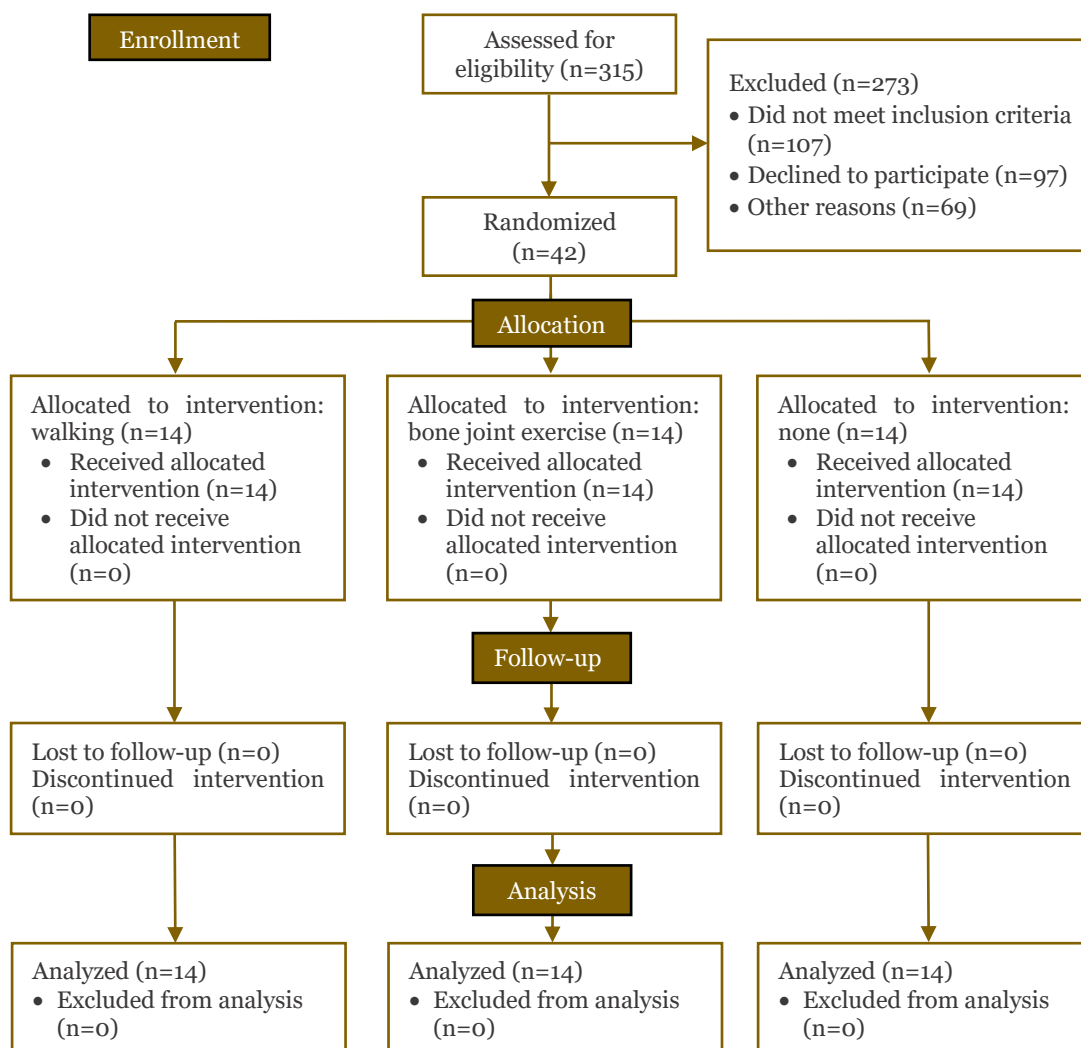 Enrollment
Assessed for
eligibility (n=315)
Excluded (n=273)
• Did not meet inclusion criteria
(n=107)
• Declined to participate (n=97)
• Other reasons (n=69)
Randomized
(n=42)
Allocation
Allocated to intervention:
walking (n=14)
• Received allocated
intervention (n=14)
• Did not receive
allocated intervention
(n=0)
Allocated to intervention:
bone joint exercise (n=14)
• Received allocated
intervention (n=14)
• Did not receive
allocated intervention
(n=0)
Allocated to intervention:
none (n=14)
• Received allocated
intervention (n=14)
• Did not receive
allocated intervention
(n=0)
Follow-up
Lost to follow-up (n=0)
Discontinued intervention
(n=0)
Lost to follow-up (n=0)
Discontinued intervention
(n=0)
Lost to follow-up (n=0)
Discontinued intervention
(n=0)
Analysis
Analyzed (n=14)
• Excluded from analysis
(n=0)
Analyzed (n=14)
• Excluded from analysis
(n=0)
Analyzed (n=14)
• Excluded from analysis
(n=0)